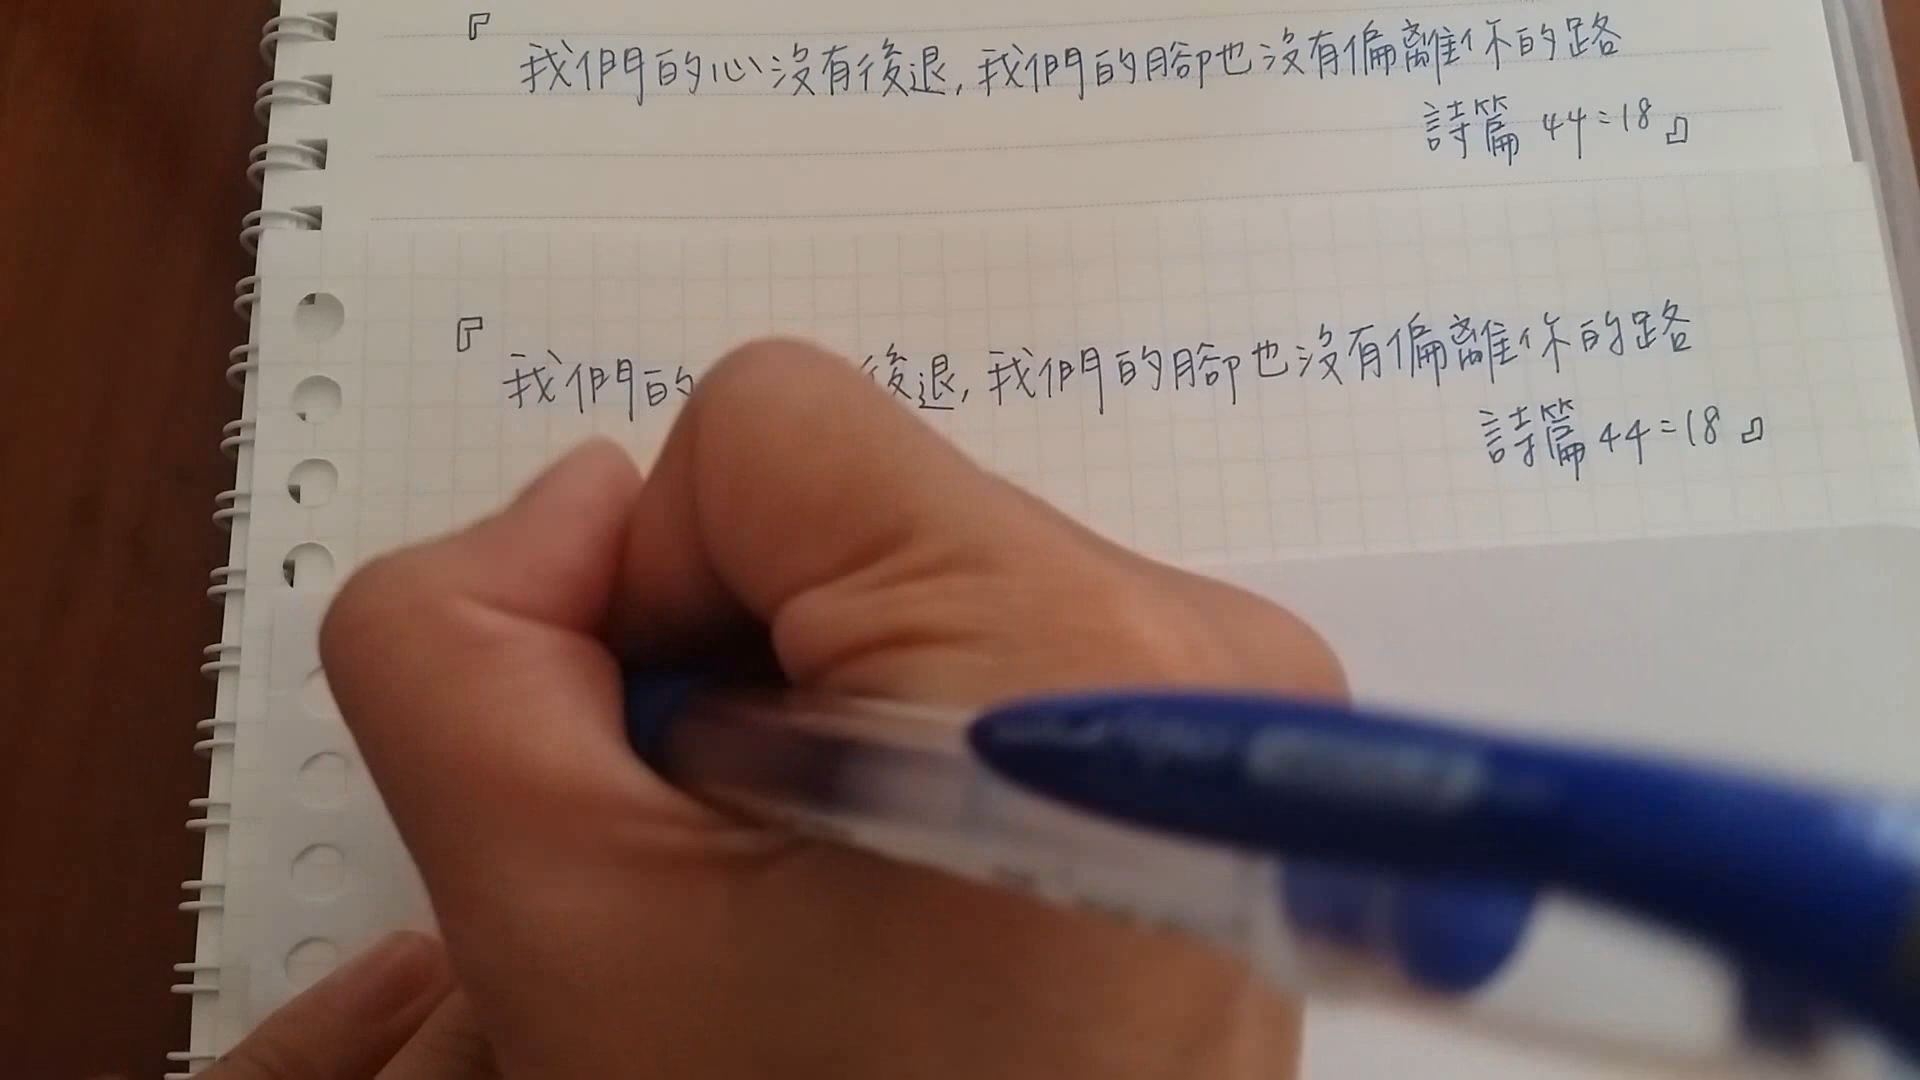 『
我們的心沒有後退,我們的腳也沒有偏離你的路
詩篇 44=18 』
『
我們的 後退,我們的腳也沒有偏離你的路
詩篇 44=18 』